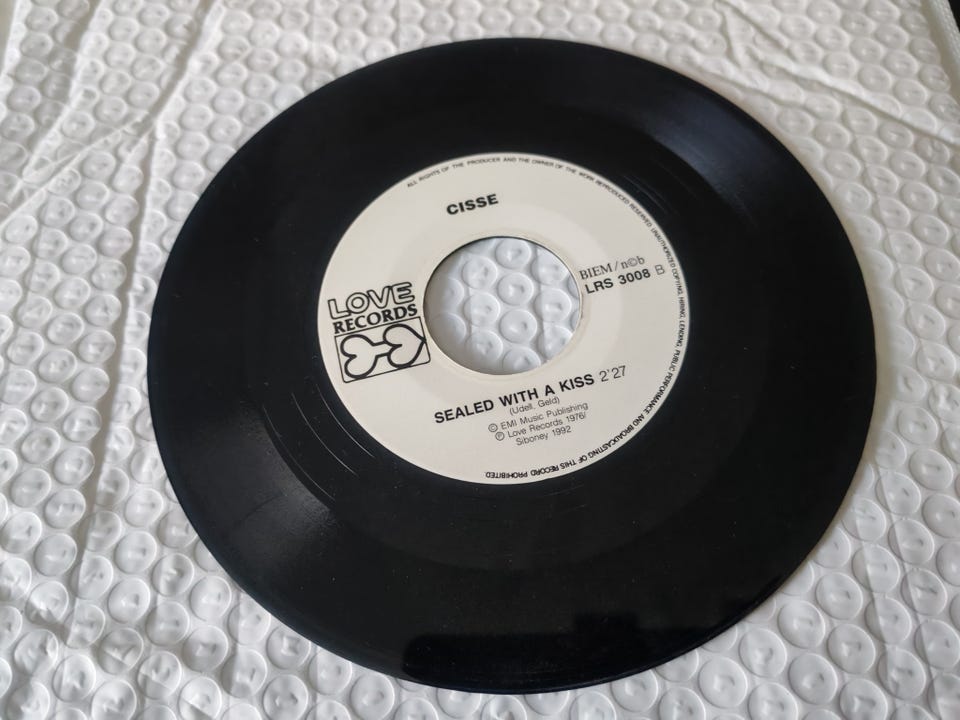 ALL RIGHTS OF THE PRODUCER AND THE OWNER OF THE WORK REPRODUCED RESERVED. UNAUTHORIZED COPYING, HIRING, LENDING, PUBLIC PERFORMANCE AND BROADCASTING OF THIS RECORD PROHIBITED
CISSE
BIEM/n©b
LRS 3008 B
LOVE
RECORDS
SEALED WITH A KISS 2'27
(Udell, Geld)
© EMI Music Publishing
℗ Love Records 1976/
Siboney 1992